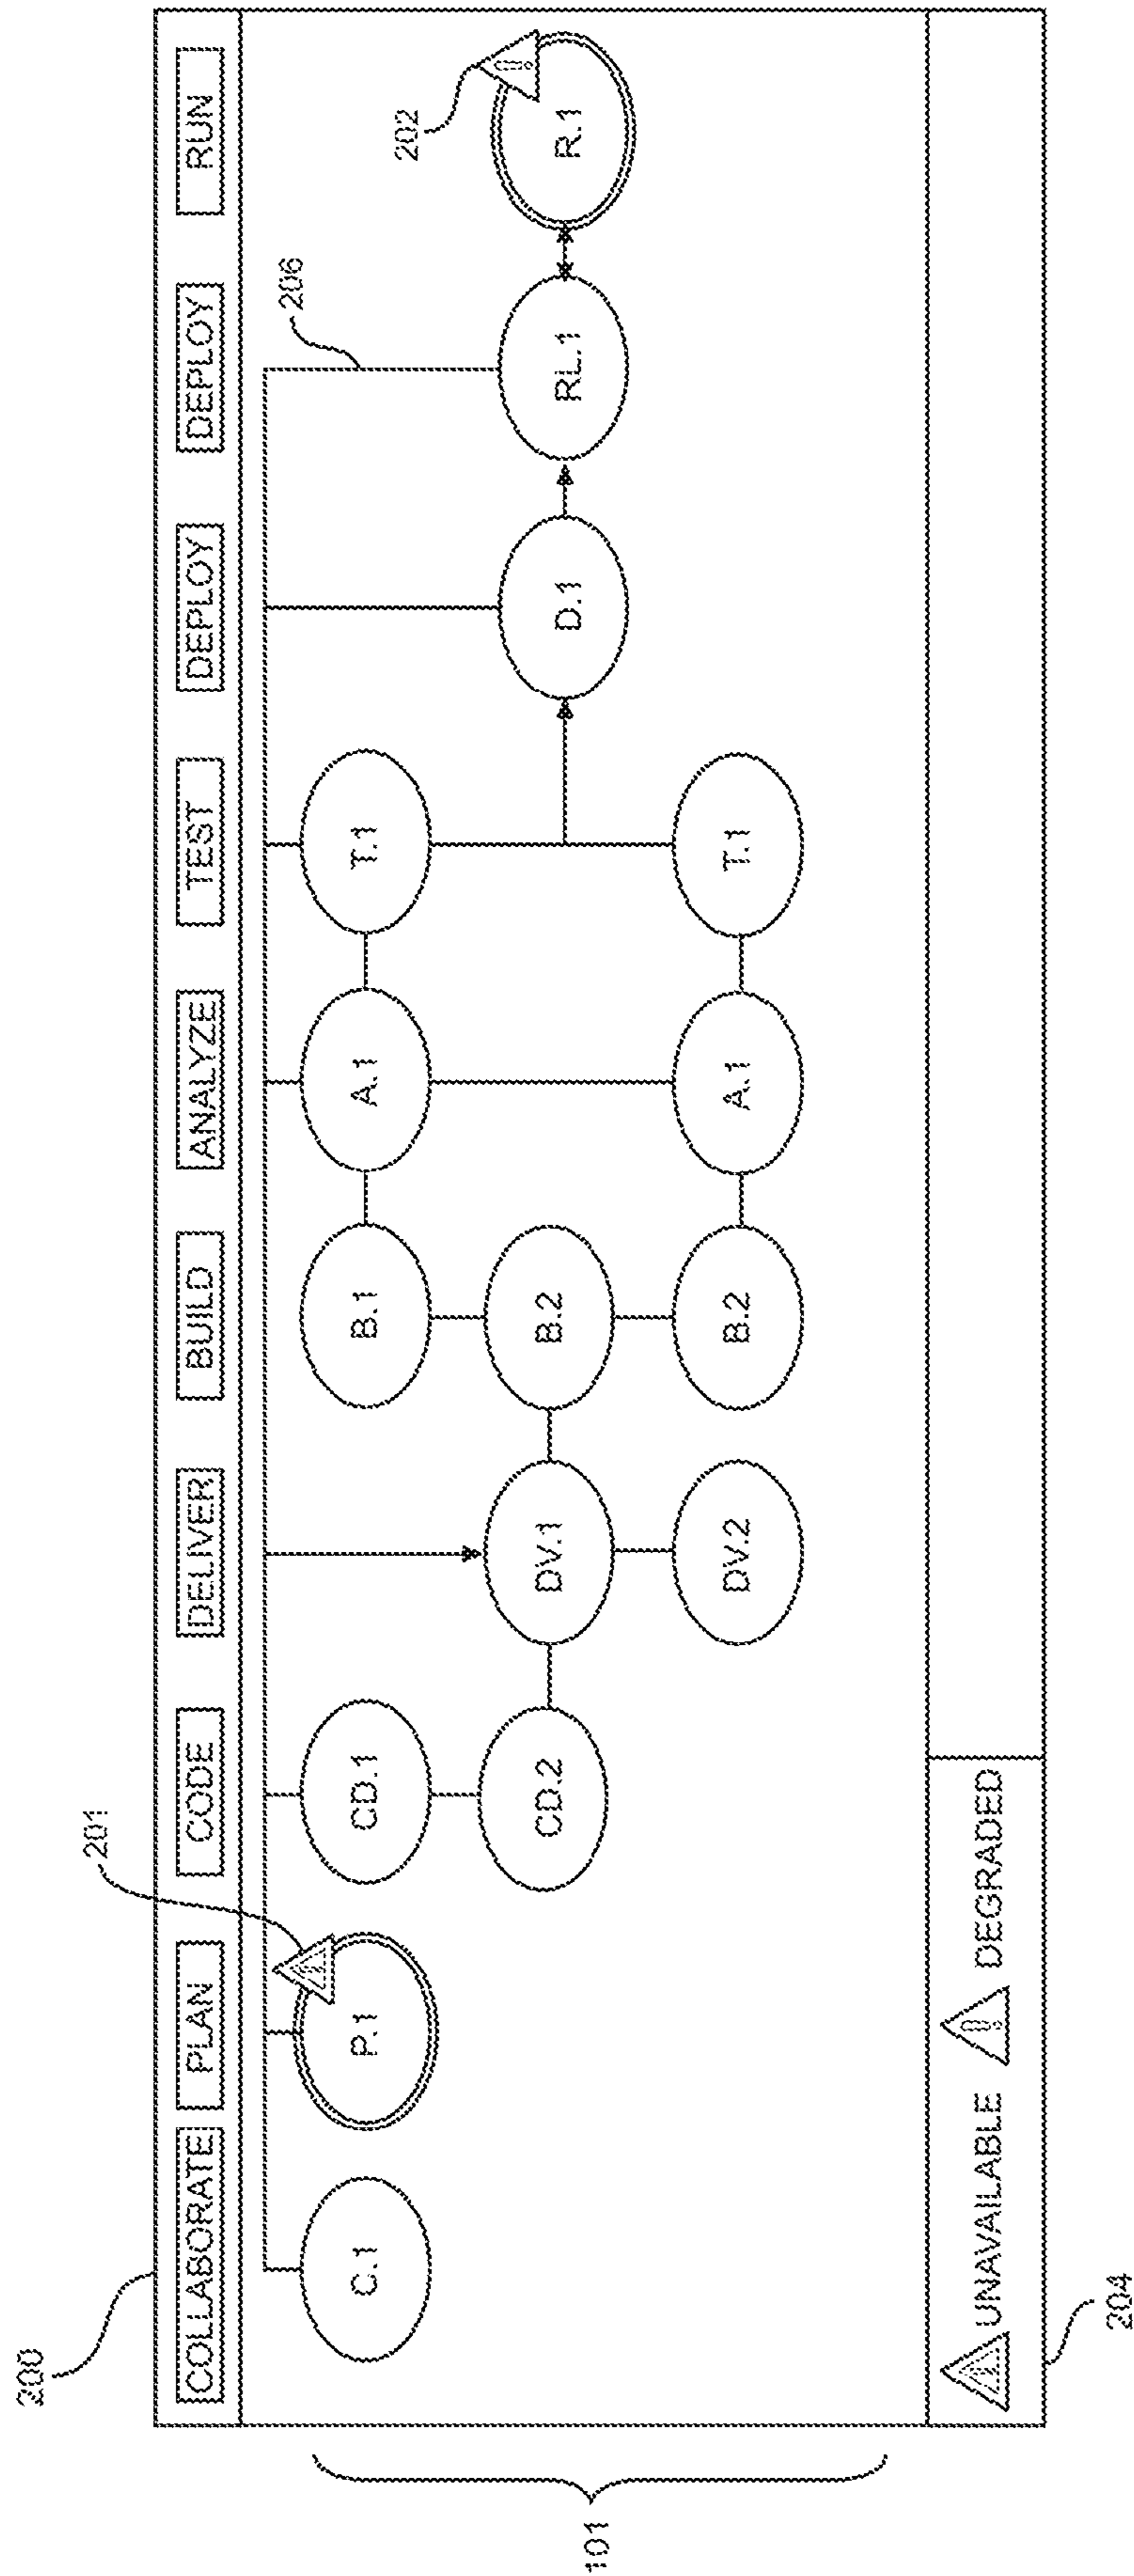 200
COLLABORATE PLAN CODE DELIVER BUILD ANALYZE TEST DEPLOY DEPLOY RUN
201
206
202
C.1 P.1 CD.1 B.1 A.1 T.1
CD.2 DV.1 B.2 D.1 RL.1 R.1
DV.2 B.2 A.1 T.1
101
! UNAVAILABLE ! DEGRADED
204